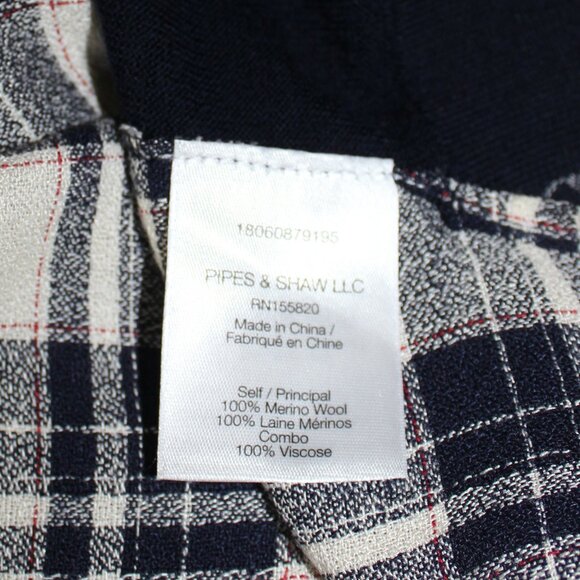 18060879195
PIPES & SHAW LLC
RN155820
Made in China /
Fabriqué en Chine
Self / Principal
100% Merino Wool
100% Laine Mérinos
Combo
100% Viscose